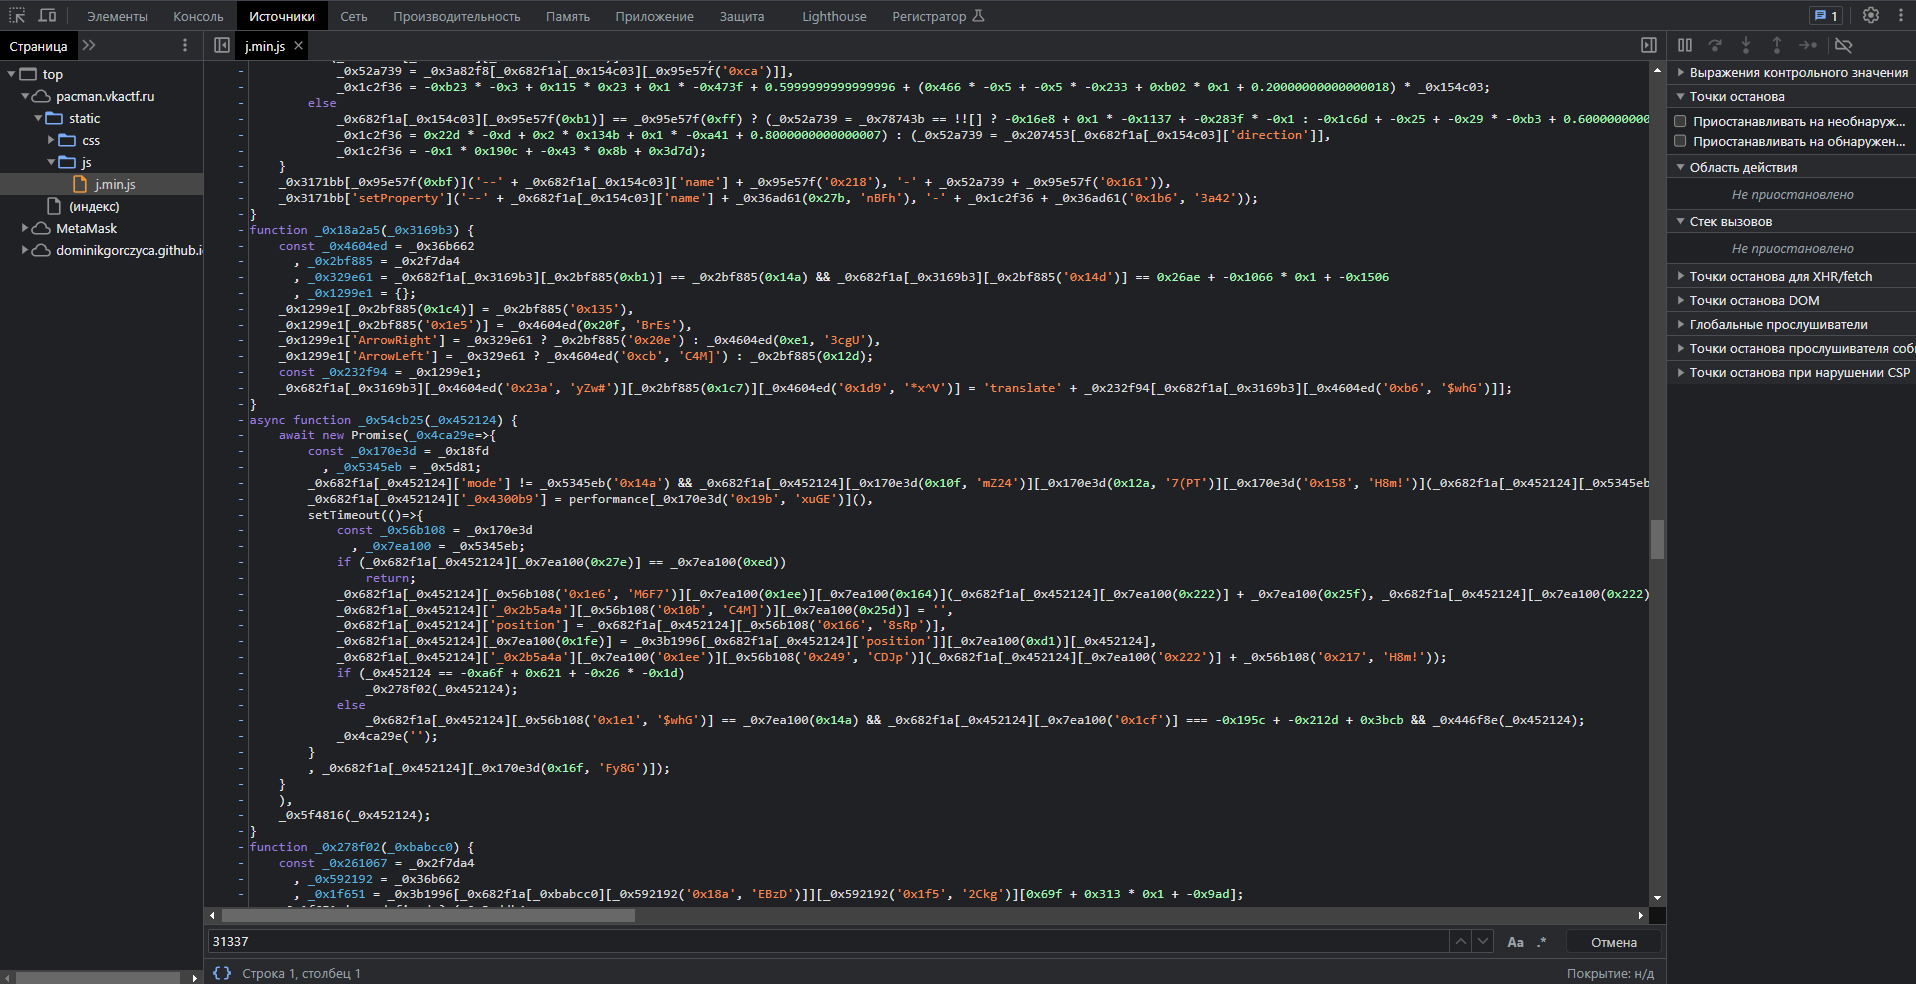 Элементы Консоль Источники Сеть Производительность Память Приложение Защита Lighthouse Регистратор 1
Страница
top
pacman.vkactf.ru
static
css
js
j.min.js
(индекс)
MetaMask
dominikgorczyca.github.i
j.min.js ×
_0x52a739 = _0x3a82f8[_0x682f1a[_0x154c03][_0x95e57f('0xca')]],
_0x1c2f36 = -0xb23 * -0x3 + 0x115 * 0x23 + 0x1 * -0x473f + 0.5999999999999996 + (0x466 * -0x5 + -0x5 * -0x233 + 0xb02 * 0x1 + 0.20000000000000018) * _0x154c03;
else
_0x682f1a[_0x154c03][_0x95e57f(0xb1)] == _0x95e57f(0xff) ? (_0x52a739 = _0x78743b == !![] ? -0x16e8 + 0x1 * -0x1137 + -0x283f * -0x1 : -0x1c6d + -0x25 + -0x29 * -0xb3 + 0.6000000000
_0x1c2f36 = 0x22d * -0xd + 0x2 * 0x134b + 0x1 * -0xa41 + 0.8000000000000007) : (_0x52a739 = _0x207453[_0x682f1a[_0x154c03]['direction']],
_0x1c2f36 = -0x1 * 0x190c + -0x43 * 0x8b + 0x3d7d);
}
_0x3171bb[_0x95e57f(0xbf)]('--' + _0x682f1a[_0x154c03]['name'] + _0x95e57f('0x218'), '-' + _0x52a739 + _0x95e57f('0x161')),
_0x3171bb['setProperty']('--' + _0x682f1a[_0x154c03]['name'] + _0x36ad61(0x27b, 'nBFh'), '-' + _0x1c2f36 + _0x36ad61('0x1b6', '3a42'));
}
function _0x18a2a5(_0x3169b3) {
const _0x4604ed = _0x36b662
, _0x2bf885 = _0x2f7da4
, _0x329e61 = _0x682f1a[_0x3169b3][_0x2bf885(0xb1)] == _0x2bf885(0x14a) && _0x682f1a[_0x3169b3][_0x2bf885('0x14d')] == 0x26ae + -0x1066 * 0x1 + -0x1506
, _0x1299e1 = {};
_0x1299e1[_0x2bf885(0x1c4)] = _0x2bf885('0x135'),
_0x1299e1[_0x2bf885('0x1e5')] = _0x4604ed(0x20f, 'BrEs'),
_0x1299e1['ArrowRight'] = _0x329e61 ? _0x2bf885('0x20e') : _0x4604ed(0xe1, '3cgU'),
_0x1299e1['ArrowLeft'] = _0x329e61 ? _0x4604ed('0xcb', 'C4M]') : _0x2bf885(0x12d);
const _0x232f94 = _0x1299e1;
_0x682f1a[_0x3169b3][_0x4604ed('0x23a', 'yZw#')][_0x2bf885(0x1c7)][_0x4604ed('0x1d9', '*x^V')] = 'translate' + _0x232f94[_0x682f1a[_0x3169b3][_0x4604ed('0xb6', '$whG')]];
}
async function _0x54cb25(_0x452124) {
await new Promise(_0x4ca29e=>{
const _0x170e3d = _0x18fd
, _0x5345eb = _0x5d81;
_0x682f1a[_0x452124]['mode'] != _0x5345eb('0x14a') && _0x682f1a[_0x452124][_0x170e3d(0x10f, 'mZ24')][_0x170e3d(0x12a, '7(PT')][_0x170e3d('0x158', 'H8m!')](_0x682f1a[_0x452124][_0x5345eb
_0x682f1a[_0x452124]['_0x4300b9'] = performance[_0x170e3d('0x19b', 'xuGE')](),
setTimeout(()=>{
const _0x56b108 = _0x170e3d
, _0x7ea100 = _0x5345eb;
if (_0x682f1a[_0x452124][_0x7ea100(0x27e)] == _0x7ea100(0xed))
return;
_0x682f1a[_0x452124][_0x56b108('0x1e6', 'M6F7')][_0x7ea100(0x1ee)][_0x7ea100(0x164)](_0x682f1a[_0x452124][_0x7ea100(0x222)] + _0x7ea100(0x25f), _0x682f1a[_0x452124][_0x7ea100(0x222)
_0x682f1a[_0x452124]['_0x2b5a4a'][_0x56b108('0x10b', 'C4M]')][_0x7ea100(0x25d)] = '',
_0x682f1a[_0x452124]['position'] = _0x682f1a[_0x452124][_0x56b108('0x166', '8sRp')],
_0x682f1a[_0x452124][_0x7ea100(0x1fe)] = _0x3b1996[_0x682f1a[_0x452124]['position']][_0x7ea100(0xd1)][_0x452124],
_0x682f1a[_0x452124]['_0x2b5a4a'][_0x7ea100('0x1ee')][_0x56b108('0x249', 'CDJp')](_0x682f1a[_0x452124][_0x7ea100('0x222')] + _0x56b108('0x217', 'H8m!'));
if (_0x452124 == -0xa6f + 0x621 + -0x26 * -0x1d)
_0x278f02(_0x452124);
else
_0x682f1a[_0x452124][_0x56b108('0x1e1', '$whG')] == _0x7ea100(0x14a) && _0x682f1a[_0x452124][_0x7ea100('0x1cf')] === -0x195c + -0x212d + 0x3bcb && _0x446f8e(_0x452124);
_0x4ca29e('');
}
, _0x682f1a[_0x452124][_0x170e3d(0x16f, 'Fy8G')]);
}
),
_0x5f4816(_0x452124);
}
function _0x278f02(_0xbabcc0) {
const _0x261067 = _0x2f7da4
, _0x592192 = _0x36b662
, _0x1f651 = _0x3b1996[_0x682f1a[_0xbabcc0][_0x592192('0x18a', 'EBzD')]][_0x592192('0x1f5', '2Ckg')][0x69f + 0x313 * 0x1 + -0x9ad];
31337
Aa .* Отмена
{} Строка 1, столбец 1
Покрытие: н/д
Выражения контрольного значения
Точки останова
Приостанавливать на необнаруж...
Приостанавливать на обнаружен...
Область действия
Не приостановлено
Стек вызовов
Не приостановлено
Точки останова для XHR/fetch
Точки останова DOM
Глобальные прослушиватели
Точки останова прослушивателя соб
Точки останова при нарушении CSP